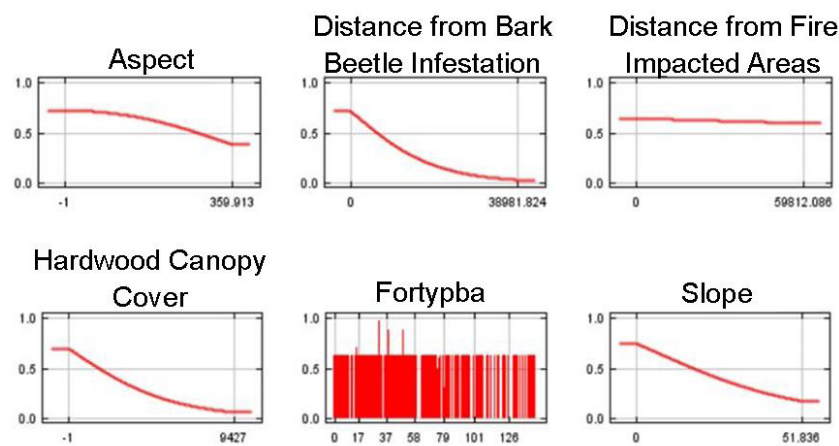 Aspect
1.0
0.5
0.0
-1 359.913
Distance from Bark
Beetle Infestation
1.0
0.5
0.0
0 38981.824
Distance from Fire
Impacted Areas
1.0
0.5
0.0
0 59812.086
Hardwood Canopy
Cover
1.0
0.5
0.0
-1 9427
Fortypba
1.0
0.5
0.0
0 17 37 58 79 101 126
Slope
1.0
0.5
0.0
0 51.836